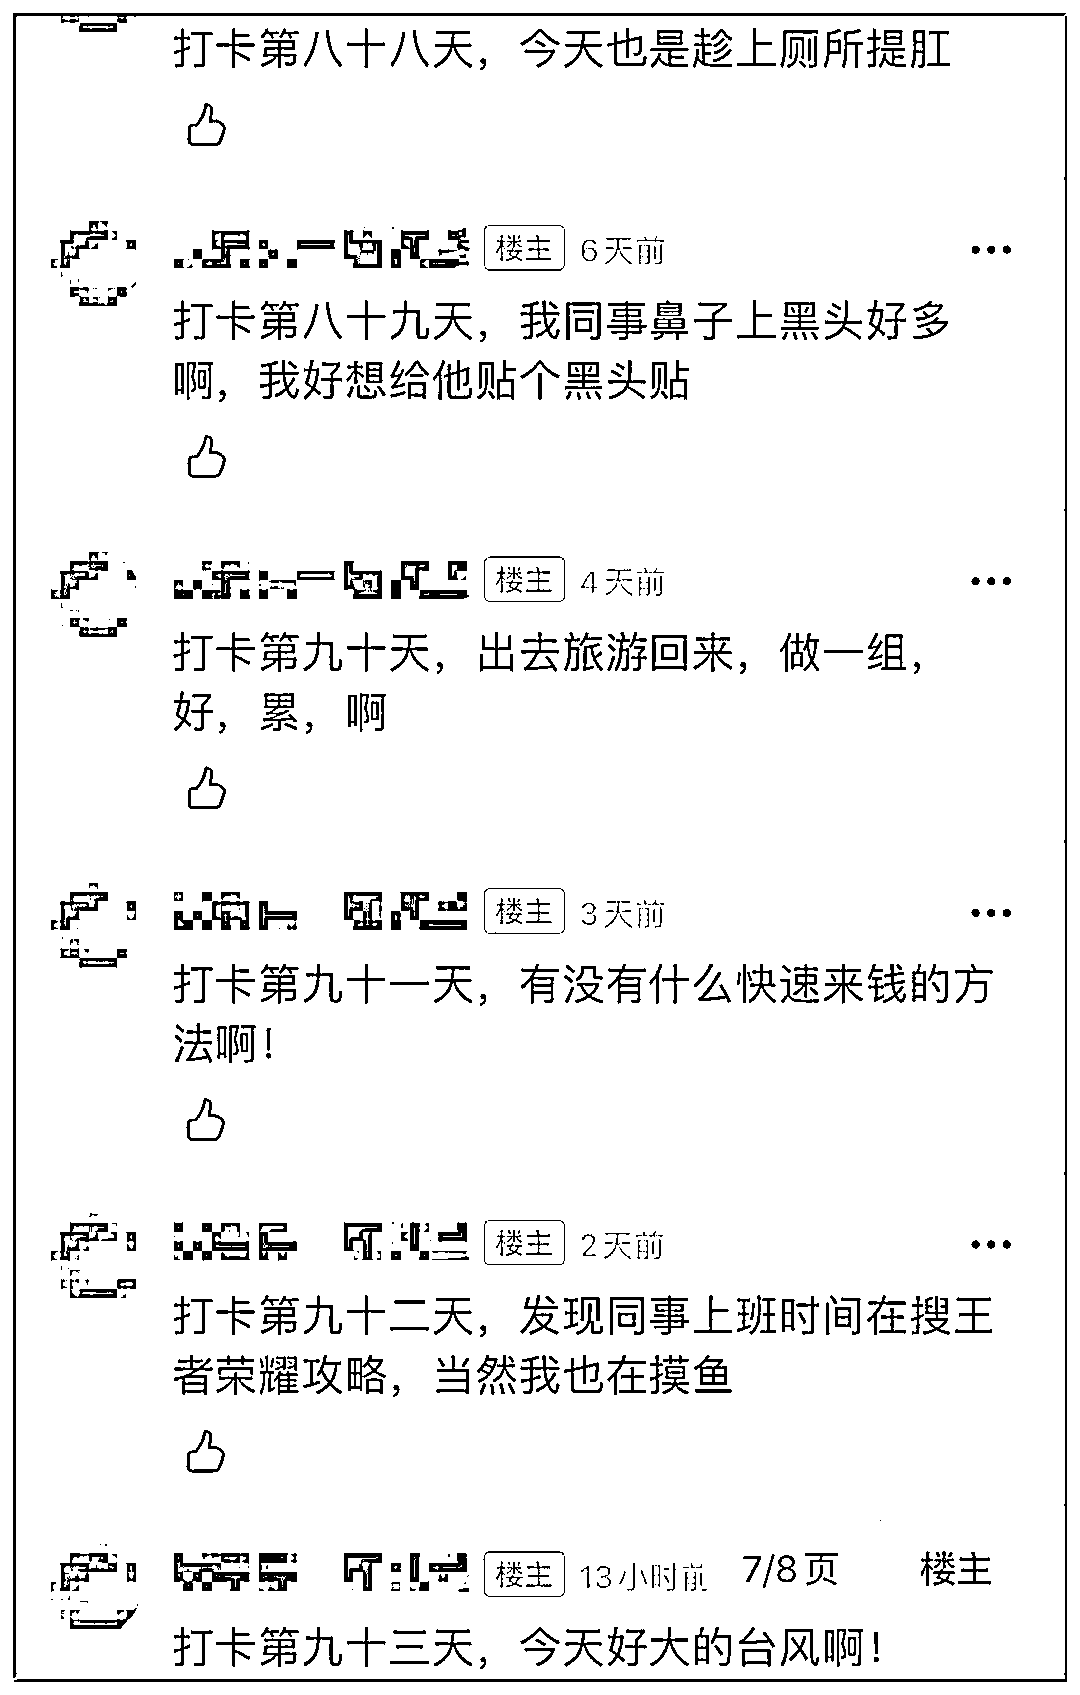 打卡第八十八天，今天也是趁上厕所提肛
楼主 6天前
打卡第八十九天，我同事鼻子上黑头好多
啊，我好想给他贴个黑头贴
楼主 4天前
打卡第九十天，出去旅游回来，做一组，
好，累，啊
楼主 3天前
打卡第九十一天，有没有什么快速来钱的方
法啊！
楼主 2天前
打卡第九十二天，发现同事上班时间在搜王
者荣耀攻略，当然我也在摸鱼
楼主 13小时前 7/8页 楼主
打卡第九十三天，今天好大的台风啊！